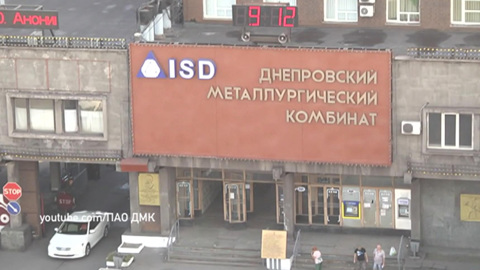 О. Анони
9 12
ISD
ДНЕПРОВСКИЙ
МЕТАЛЛУРГИЧЕСКИЙ
КОМБИНАТ
STOP
youtube.com/ПАО ДМК